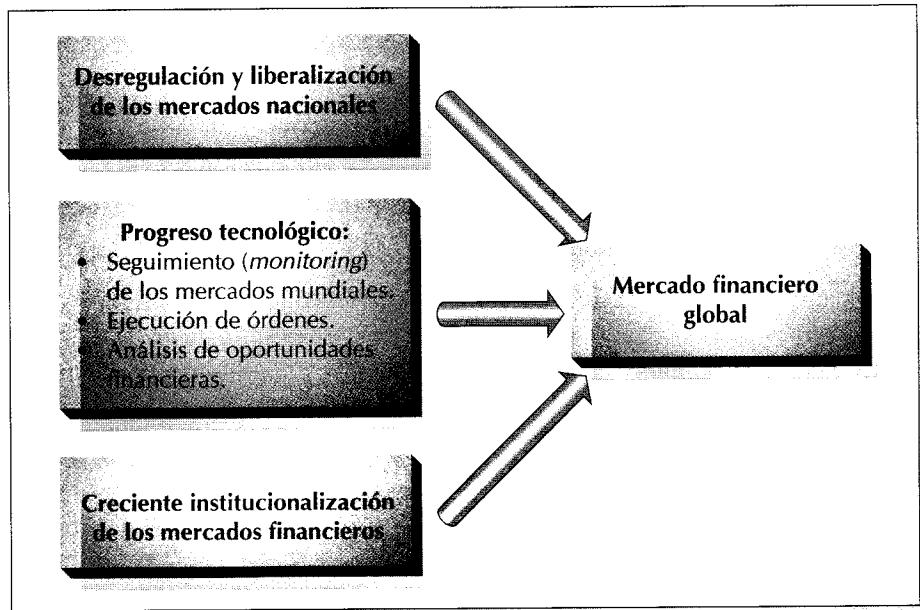 Desregulación y liberalización
de los mercados nacionales
Progreso tecnológico:
• Seguimiento (monitoring)
de los mercados mundiales.
• Ejecución de órdenes.
• Análisis de oportunidades
financieras.
Creciente institucionalización
de los mercados financieros
Mercado financiero
global